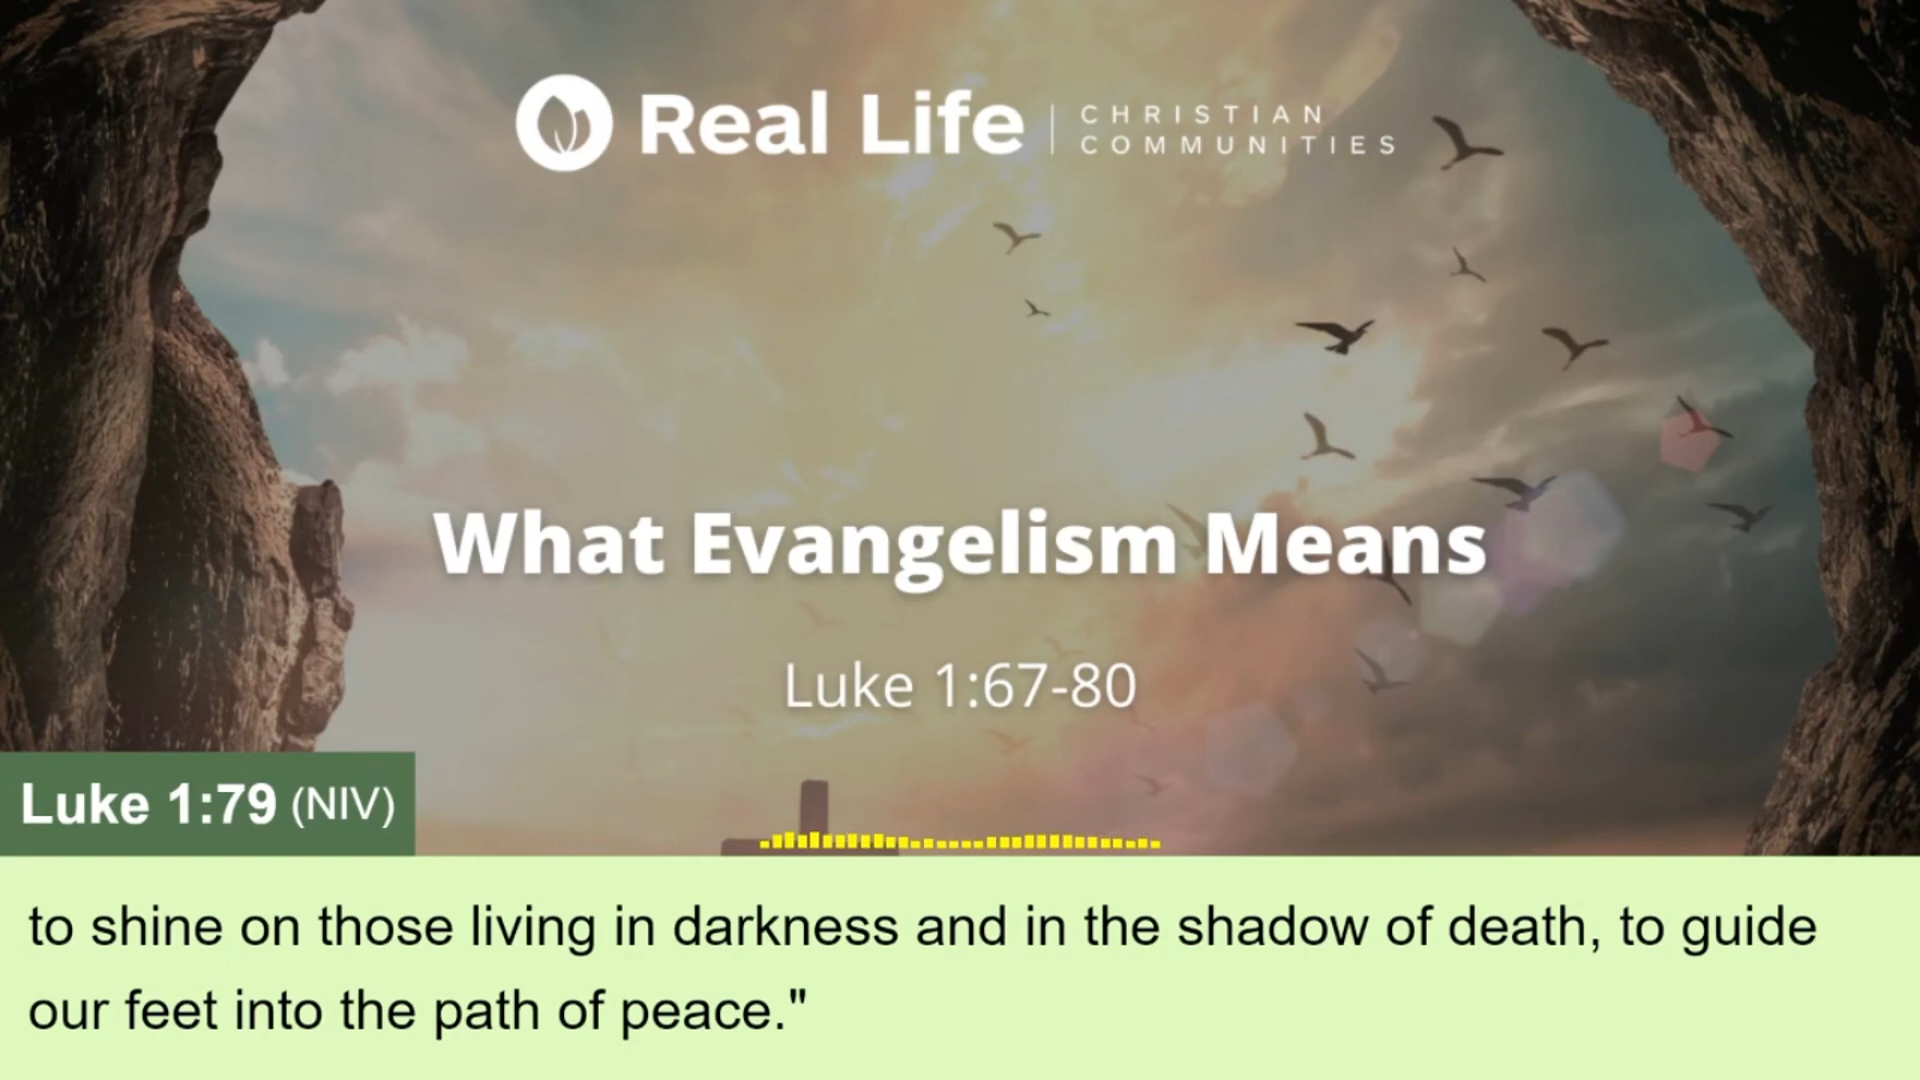 Real Life
CHRISTIAN
COMMUNITIES
What Evangelism Means
Luke 1:67-80
Luke 1:79 (NIV)
to shine on those living in darkness and in the shadow of death, to guide
our feet into the path of peace."